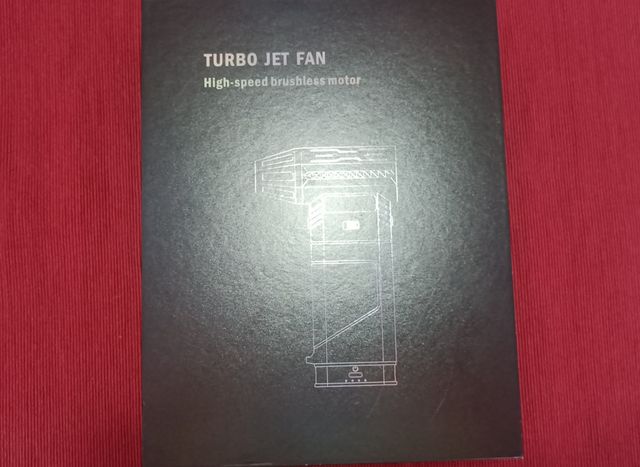 TURBO JET FAN
High-speed brushless motor